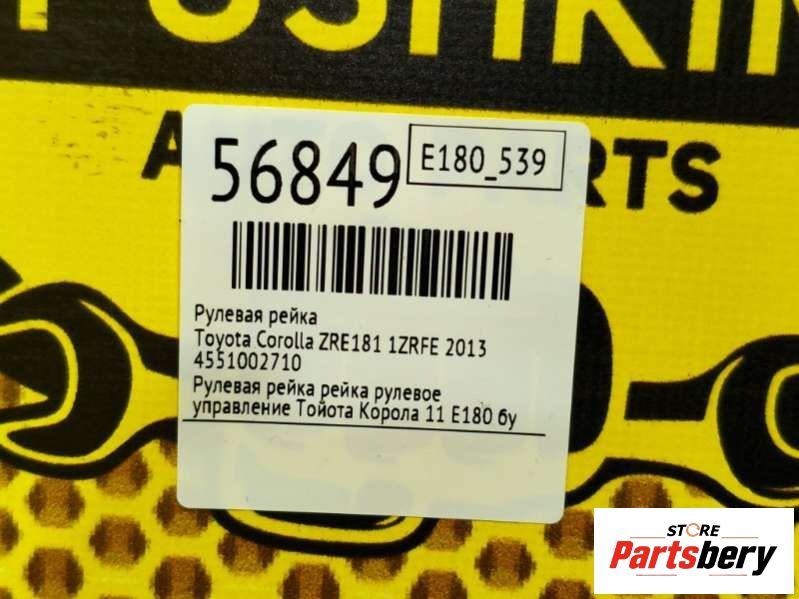 56849
E180_539
Рулевая рейка
Toyota Corolla ZRE181 1ZRFE 2013
4551002710
Рулевая рейка рейка рулевое
управление Тойота Корола 11 E180 бу
STORE
Partsbery